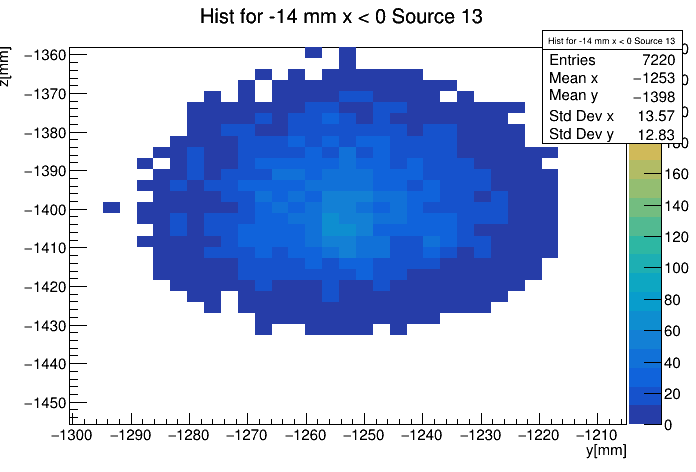 Hist for -14 mm x < 0 Source 13
Hist for -14 mm x < 0 Source 13
Entries 7220
Mean x −1253
Mean y −1398
Std Dev x 13.57
Std Dev y 12.83
z[mm]
−1360
−1370
−1380
−1390
−1400
−1410
−1420
−1430
−1440
−1450
−1300 −1290 −1280 −1270 −1260 −1250 −1240 −1230 −1220 −1210
y[mm]
160
140
120
100
80
60
40
20
0